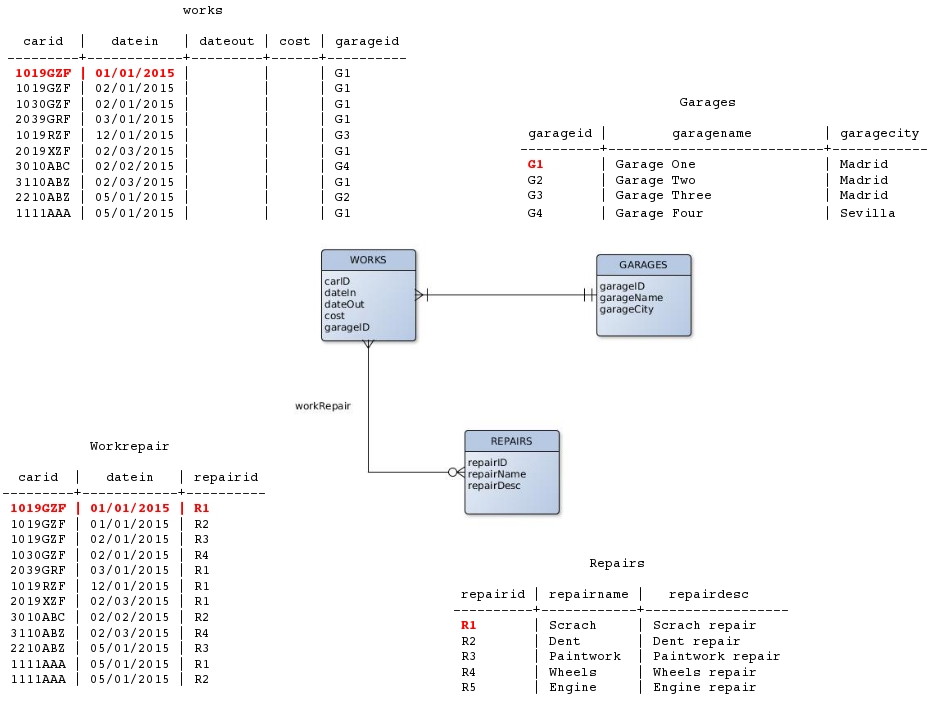 works
carid | datein | dateout | cost | garageid
---------+------------+---------+------+----------
1019GZF | 01/01/2015 | | | G1
1019GZF | 02/01/2015 | | | G1
1030GZF | 02/01/2015 | | | G1
2039GRF | 03/01/2015 | | | G1
1019RZF | 12/01/2015 | | | G3
2019XZF | 02/03/2015 | | | G1
3010ABC | 02/02/2015 | | | G4
3110ABZ | 02/03/2015 | | | G1
2210ABZ | 05/01/2015 | | | G2
1111AAA | 05/01/2015 | | | G1
Garages
garageid | garagename | garagecity
----------+---------------------------+------------
G1 | Garage One | Madrid
G2 | Garage Two | Madrid
G3 | Garage Three | Madrid
G4 | Garage Four | Sevilla
WORKS
carID
dateIn
dateOut
cost
garageID
GARAGES
garageID
garageName
garageCity
workRepair
REPAIRS
repairID
repairName
repairDesc
Workrepair
carid | datein | repairid
---------+------------+----------
1019GZF | 01/01/2015 | R1
1019GZF | 01/01/2015 | R2
1019GZF | 02/01/2015 | R3
1030GZF | 02/01/2015 | R4
2039GRF | 03/01/2015 | R1
1019RZF | 12/01/2015 | R1
2019XZF | 02/03/2015 | R1
3010ABC | 02/02/2015 | R2
3110ABZ | 02/03/2015 | R4
2210ABZ | 05/01/2015 | R3
1111AAA | 05/01/2015 | R1
1111AAA | 05/01/2015 | R2
Repairs
repairid | repairname | repairdesc
----------+------------+------------------
R1 | Scrach | Scrach repair
R2 | Dent | Dent repair
R3 | Paintwork | Paintwork repair
R4 | Wheels | Wheels repair
R5 | Engine | Engine repair